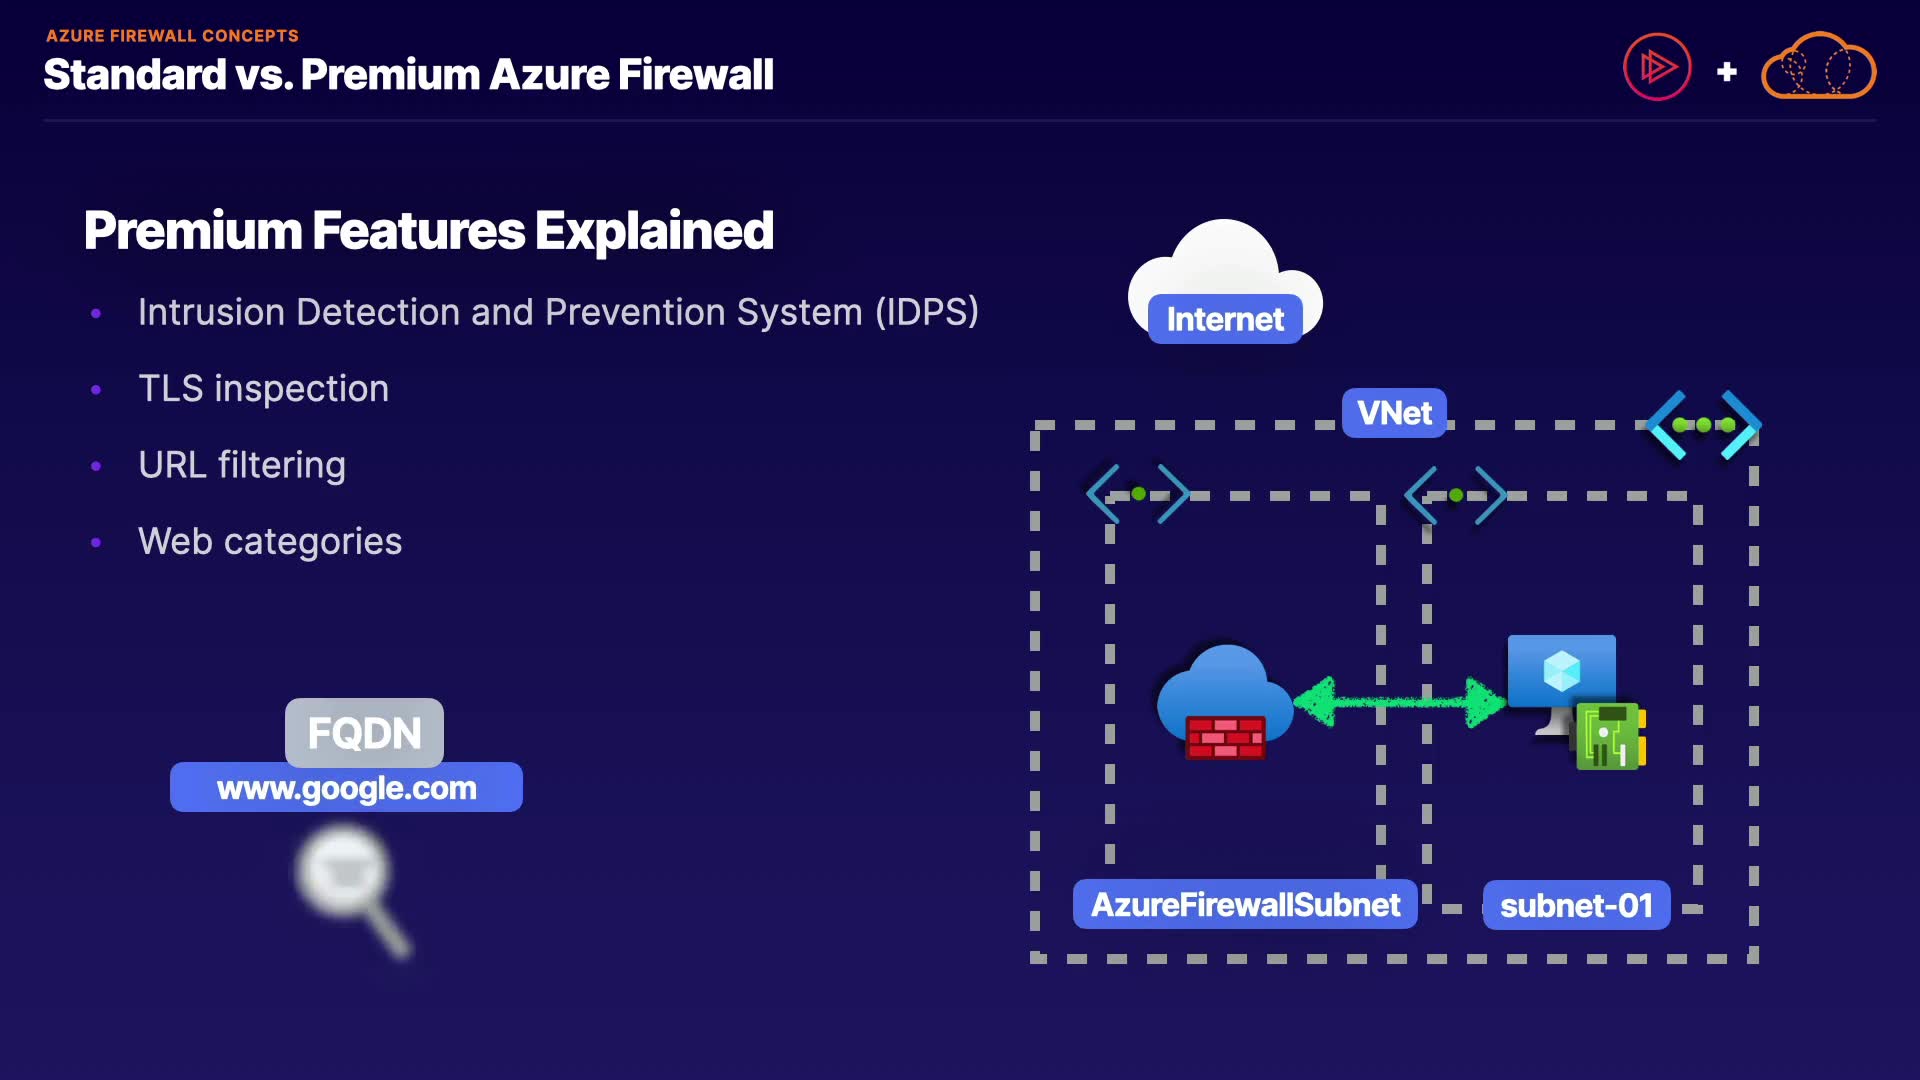 AZURE FIREWALL CONCEPTS
Standard vs. Premium Azure Firewall
Premium Features Explained
• Intrusion Detection and Prevention System (IDPS)
• TLS inspection
• URL filtering
• Web categories
FQDN
www.google.com
Internet
VNet
AzureFirewallSubnet
subnet-01